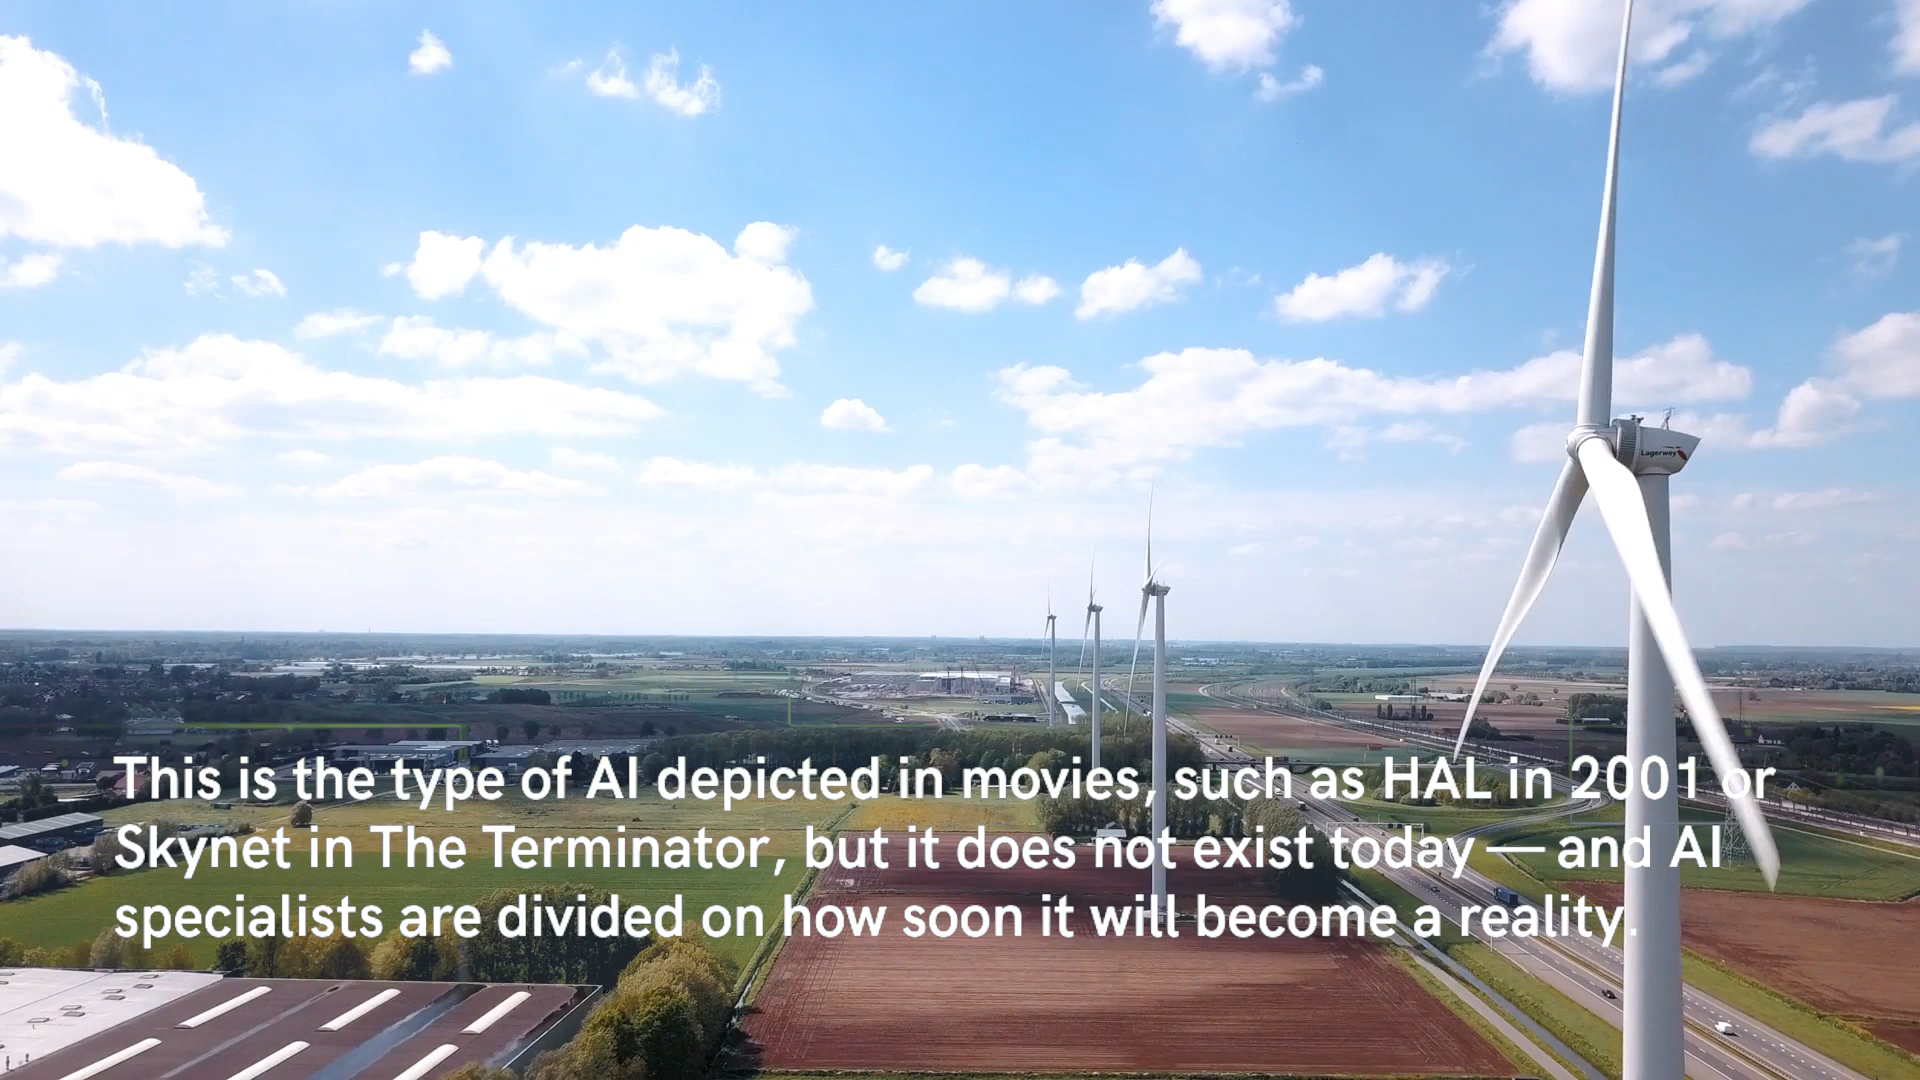 Lagerwey
This is the type of AI depicted in movies, such as HAL in 2001 or
Skynet in The Terminator, but it does not exist today — and AI
specialists are divided on how soon it will become a reality.